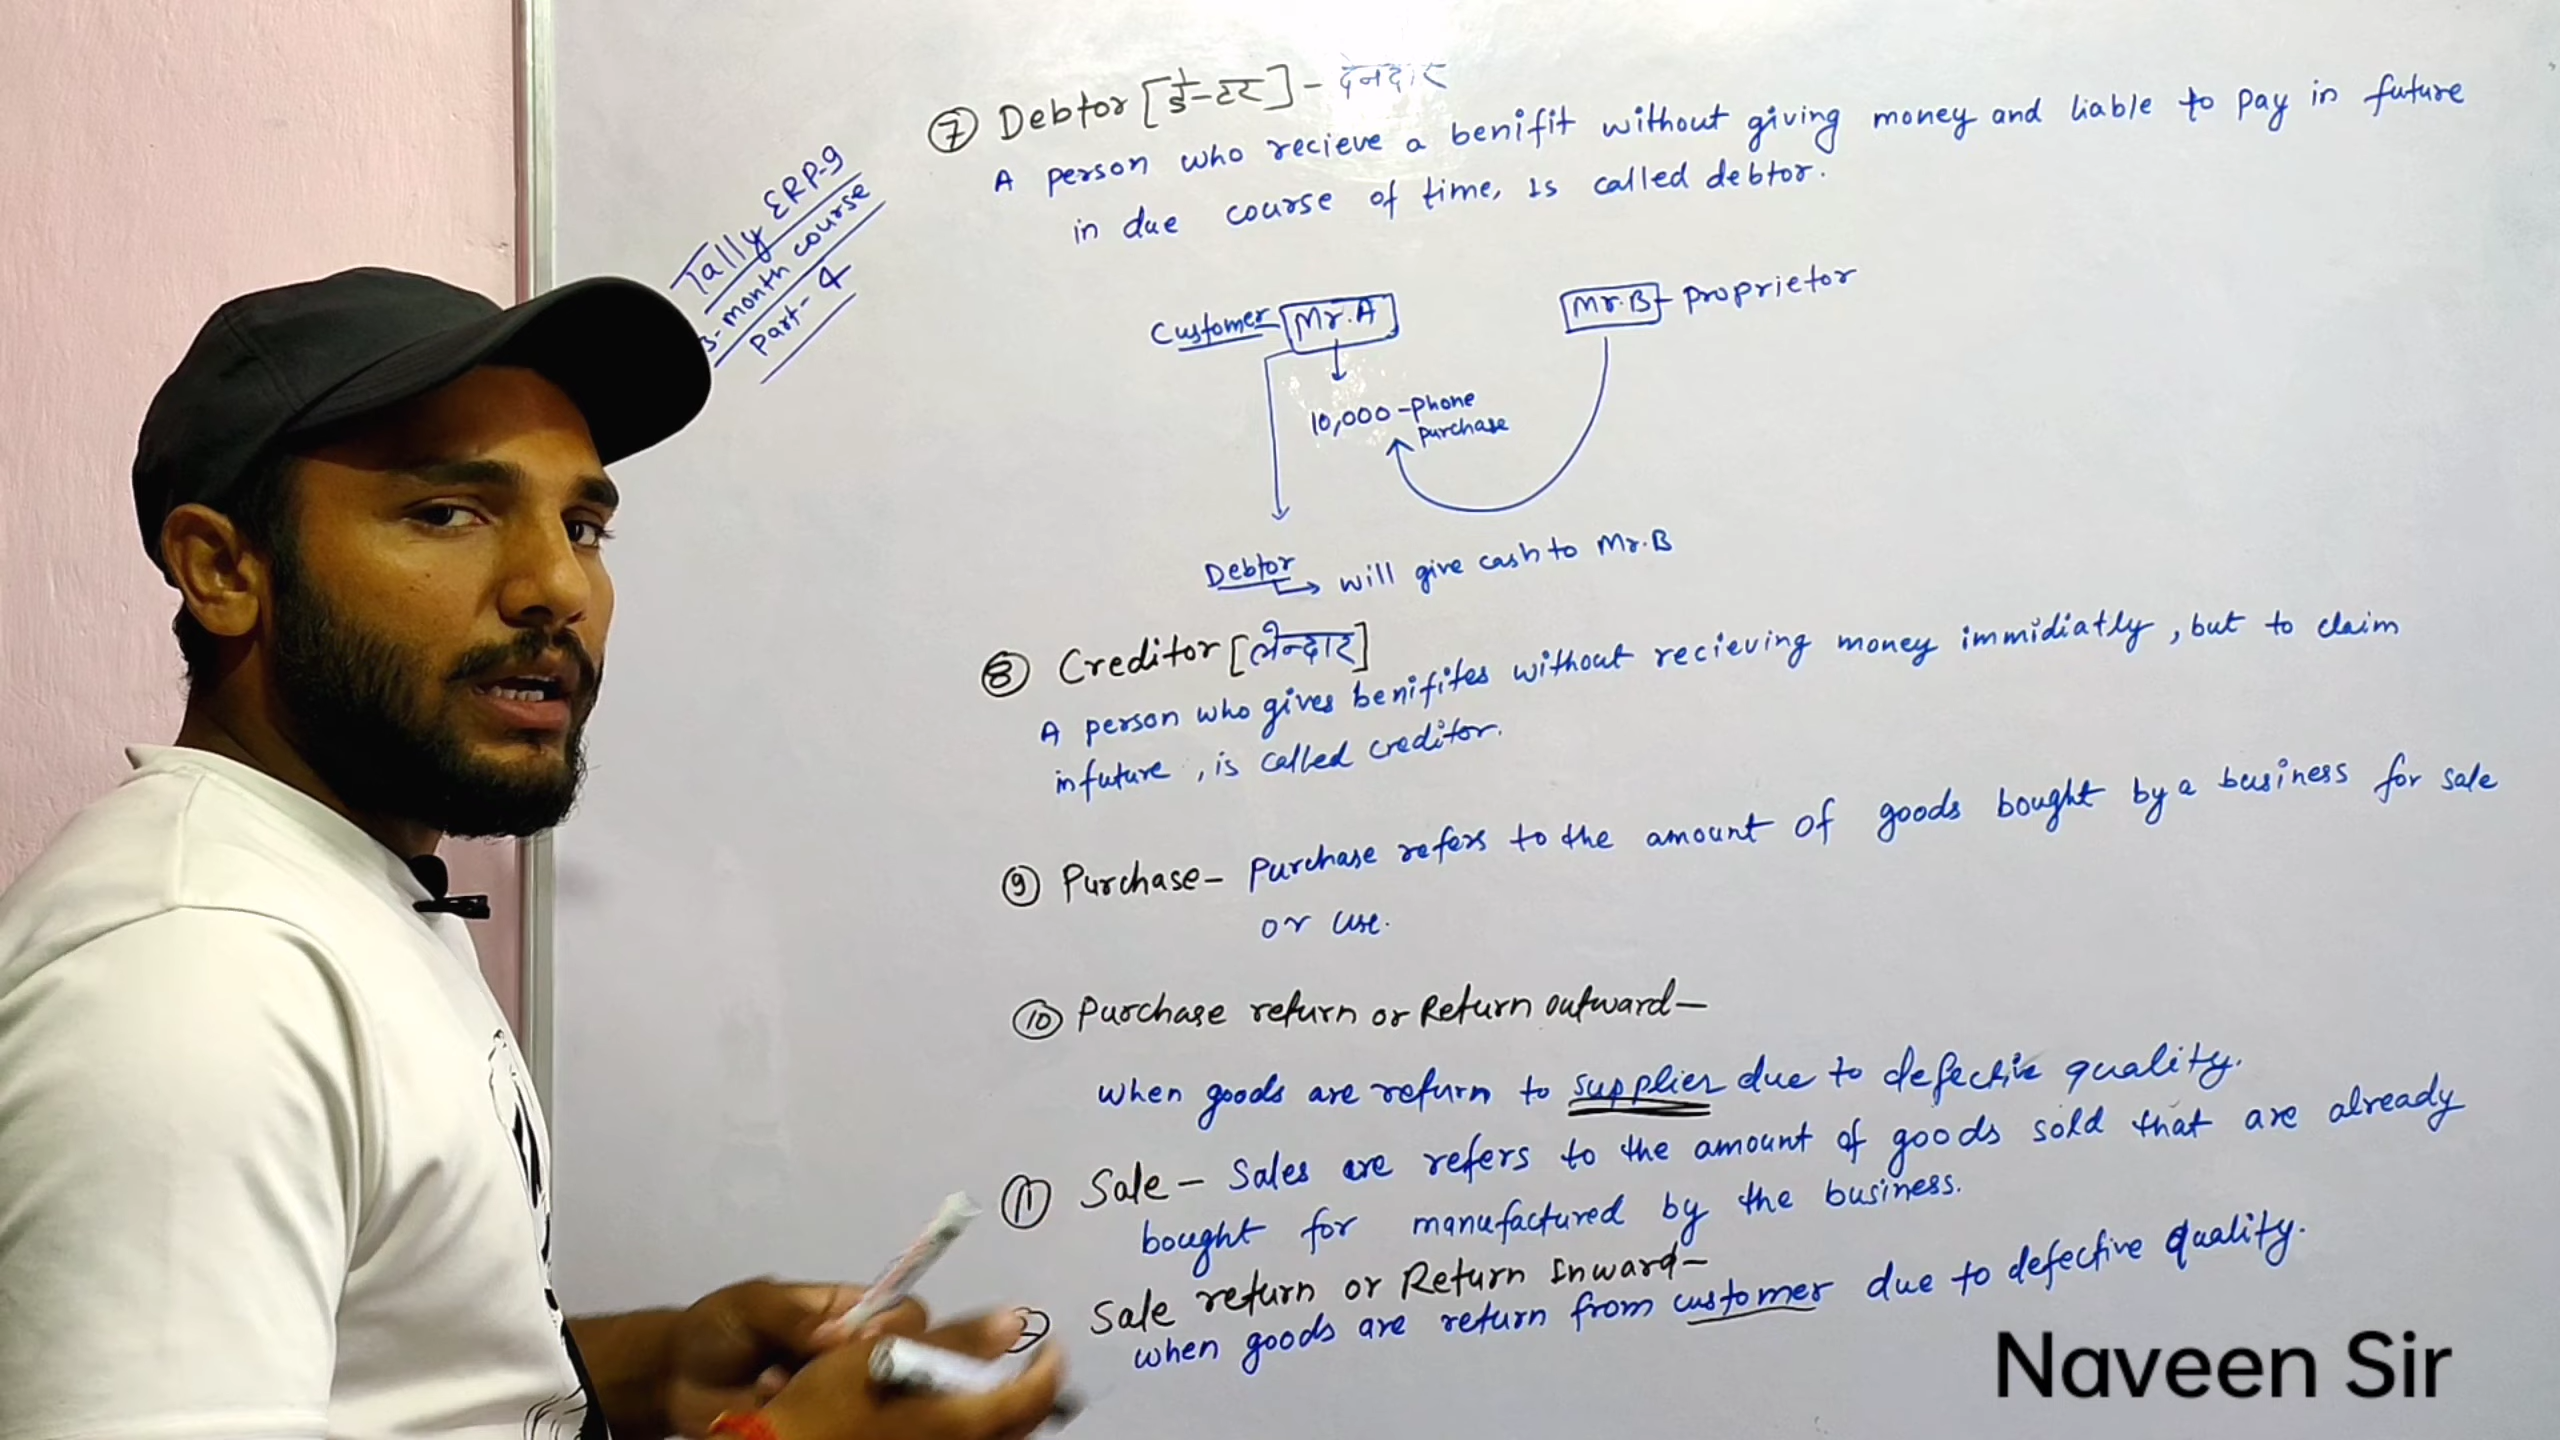 Tally ERP-9
3-month course
Part-4
⑦ Debtor [डे-टर] - देनदार
A person who recieve a benifit without giving money and liable to pay in future
in due course of time, is called debtor.
Customer Mr.A
Mr.B - proprietor
10,000 - phone
purchase
Debtor → will give cash to Mr.B
⑧ Creditor [लेन्दार]
A person who gives benifites without recieving money immidiatly, but to claim
in future, is called creditor.
⑨ Purchase - Purchase refers to the amount of goods bought by a business for sale
or use.
⑩ Purchase return or Return outward -
When goods are return to supplier due to defective quality.
⑪ Sale - Sales are refers to the amount of goods sold that are already
bought for manufactured by the business.
Sale return or Return Inward -
When goods are return from customer due to defective quality.
Naveen Sir